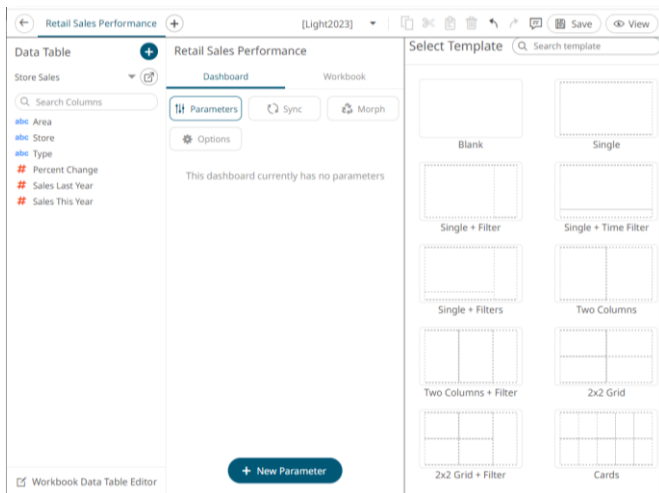 Retail Sales Performance
[Light2023]
Save
View
Data Table
Store Sales
Search Columns
abc Area
abc Store
abc Type
# Percent Change
# Sales Last Year
# Sales This Year
Workbook Data Table Editor
Retail Sales Performance
Dashboard Workbook
Parameters Sync Morph
Options
This dashboard currently has no parameters
+ New Parameter
Select Template Search template
Blank Single
Single + Filter Single + Time Filter
Single + Filters Two Columns
Two Columns + Filter 2x2 Grid
2x2 Grid + Filter Cards